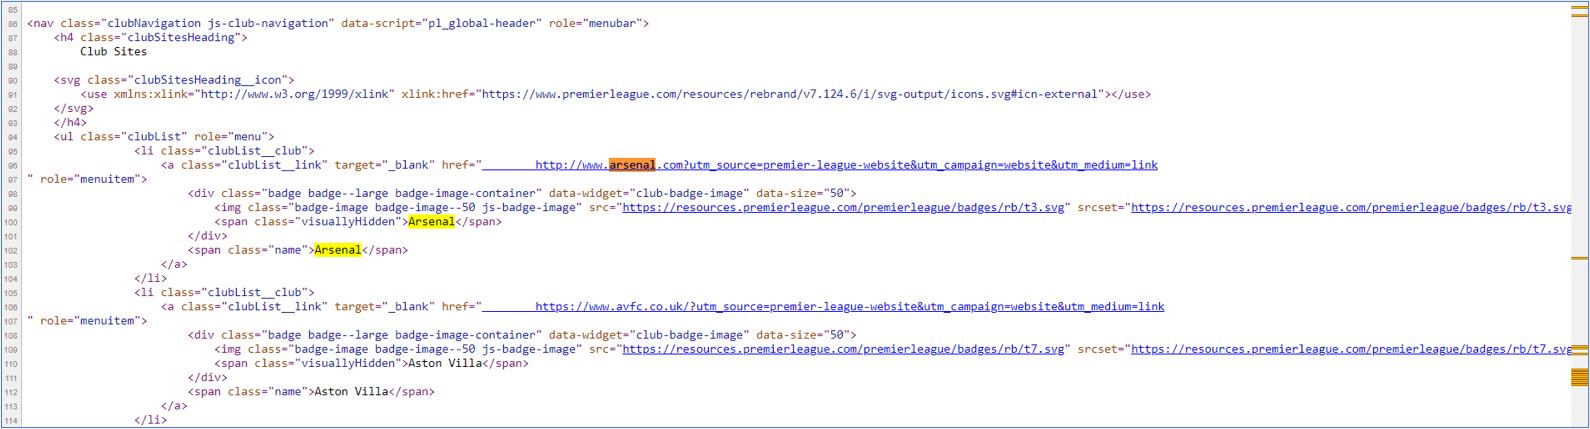 85
86 <nav class="clubNavigation js-club-navigation" data-script="pl_global-header" role="menubar">
87 <h4 class="clubSitesHeading">
88 Club Sites
89
90 <svg class="clubSitesHeading__icon">
91 <use xmlns:xlink="http://www.w3.org/1999/xlink" xlink:href="https://www.premierleague.com/resources/rebrand/v7.124.6/i/svg-output/icons.svg#icn-external"></use>
92 </svg>
93 </h4>
94 <ul class="clubList" role="menu">
95 <li class="clubList__club">
96 <a class="clubList__link" target="_blank" href="        http://www.arsenal.com?utm_source=premier-league-website&utm_campaign=website&utm_medium=link
97 " role="menuitem">
98 <div class="badge badge--large badge-image-container" data-widget="club-badge-image" data-size="50">
99 <img class="badge-image badge-image--50 js-badge-image" src="https://resources.premierleague.com/premierleague/badges/rb/t3.svg" srcset="https://resources.premierleague.com/premierleague/badges/rb/t3.svg
100 <span class="visuallyHidden">Arsenal</span>
101 </div>
102 <span class="name">Arsenal</span>
103 </a>
104 </li>
105 <li class="clubList__club">
106 <a class="clubList__link" target="_blank" href="        https://www.avfc.co.uk/?utm_source=premier-league-website&utm_campaign=website&utm_medium=link
107 " role="menuitem">
108 <div class="badge badge--large badge-image-container" data-widget="club-badge-image" data-size="50">
109 <img class="badge-image badge-image--50 js-badge-image" src="https://resources.premierleague.com/premierleague/badges/rb/t7.svg" srcset="https://resources.premierleague.com/premierleague/badges/rb/t7.svg
110 <span class="visuallyHidden">Aston Villa</span>
111 </div>
112 <span class="name">Aston Villa</span>
113 </a>
114 </li>